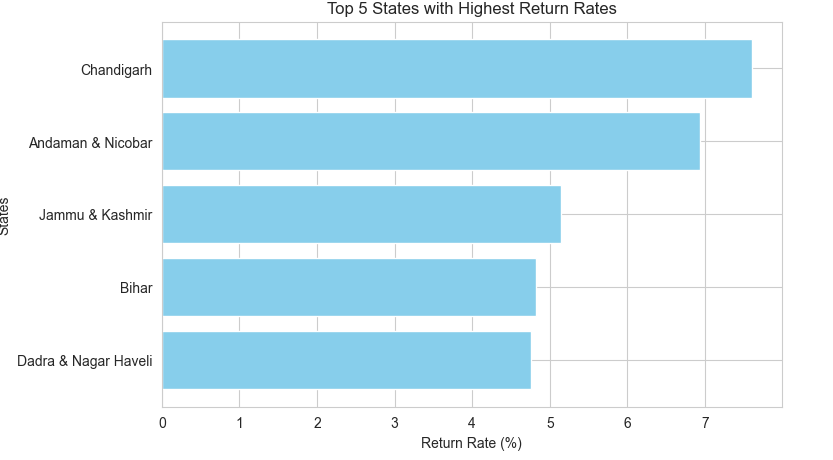 Top 5 States with Highest Return Rates
Chandigarh
Andaman & Nicobar
Jammu & Kashmir
Bihar
Dadra & Nagar Haveli
States
0 1 2 3 4 5 6 7
Return Rate (%)